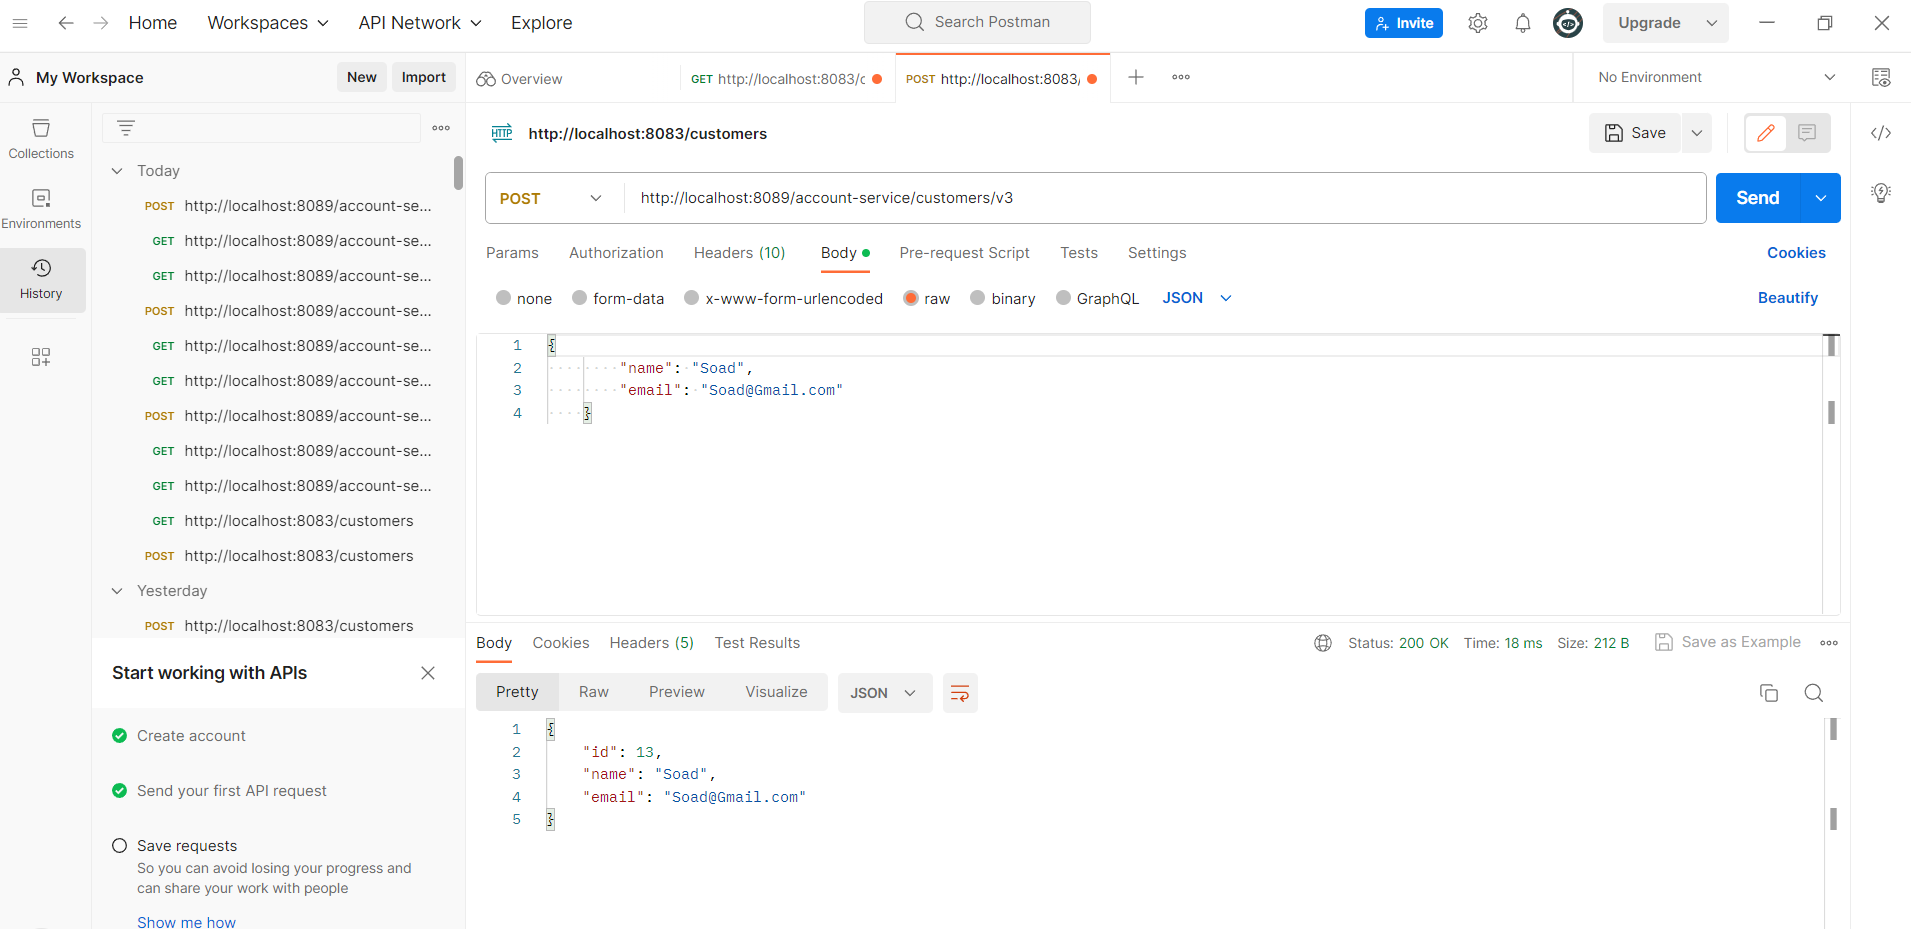 Home Workspaces API Network Explore Search Postman Invite Upgrade
My Workspace New Import Overview GET http://localhost:8083/c POST http://localhost:8083/ No Environment
Collections
Environments
History
Today
POST http://localhost:8089/account-se...
GET http://localhost:8089/account-se...
GET http://localhost:8089/account-se...
POST http://localhost:8089/account-se...
GET http://localhost:8089/account-se...
GET http://localhost:8089/account-se...
POST http://localhost:8089/account-se...
GET http://localhost:8089/account-se...
GET http://localhost:8089/account-se...
GET http://localhost:8083/customers
POST http://localhost:8083/customers
Yesterday
POST http://localhost:8083/customers
Start working with APIs
Create account
Send your first API request
Save requests
So you can avoid losing your progress and
can share your work with people
Show me how
HTTP http://localhost:8083/customers Save
POST http://localhost:8089/account-service/customers/v3 Send
Params Authorization Headers (10) Body Pre-request Script Tests Settings Cookies
none form-data x-www-form-urlencoded raw binary GraphQL JSON Beautify
1 {
2 "name": "Soad",
3 "email": "Soad@Gmail.com"
4 }
Body Cookies Headers (5) Test Results Status: 200 OK Time: 18 ms Size: 212 B Save as Example
Pretty Raw Preview Visualize JSON
1 {
2 "id": 13,
3 "name": "Soad",
4 "email": "Soad@Gmail.com"
5 }